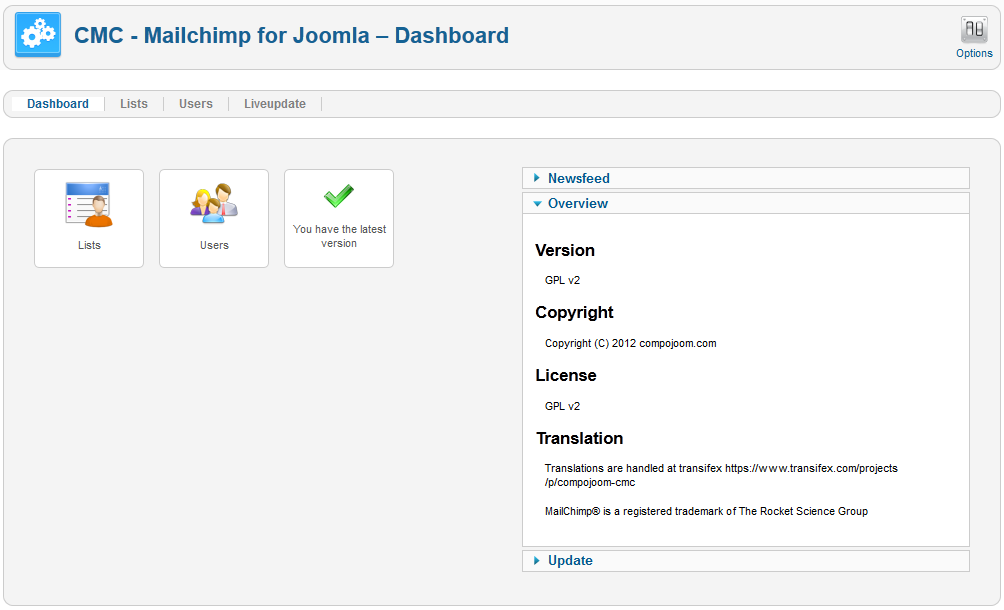 CMC - Mailchimp for Joomla – Dashboard
Options
Dashboard
Lists
Users
Liveupdate
Lists
Users
You have the latest
version
Newsfeed
Overview
Version
GPL v2
Copyright
Copyright (C) 2012 compojoom.com
License
GPL v2
Translation
Translations are handled at transifex https://www.transifex.com/projects
/p/compojoom-cmc
MailChimp® is a registered trademark of The Rocket Science Group
Update